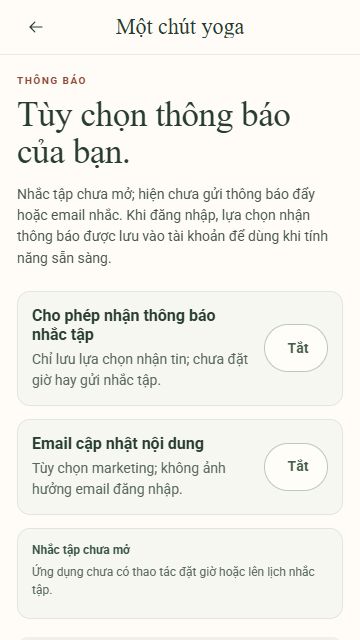 Một chút yoga
THÔNG BÁO
Tùy chọn thông báo
của bạn.
Nhắc tập chưa mở; hiện chưa gửi thông báo đẩy
hoặc email nhắc. Khi đăng nhập, lựa chọn nhận
thông báo được lưu vào tài khoản để dùng khi tính
năng sẵn sàng.
Cho phép nhận thông báo
nhắc tập
Chỉ lưu lựa chọn nhận tin; chưa đặt
giờ hay gửi nhắc tập.
Tắt
Email cập nhật nội dung
Tùy chọn marketing; không ảnh
hưởng email đăng nhập.
Tắt
Nhắc tập chưa mở
Ứng dụng chưa có thao tác đặt giờ hoặc lên lịch nhắc
tập.